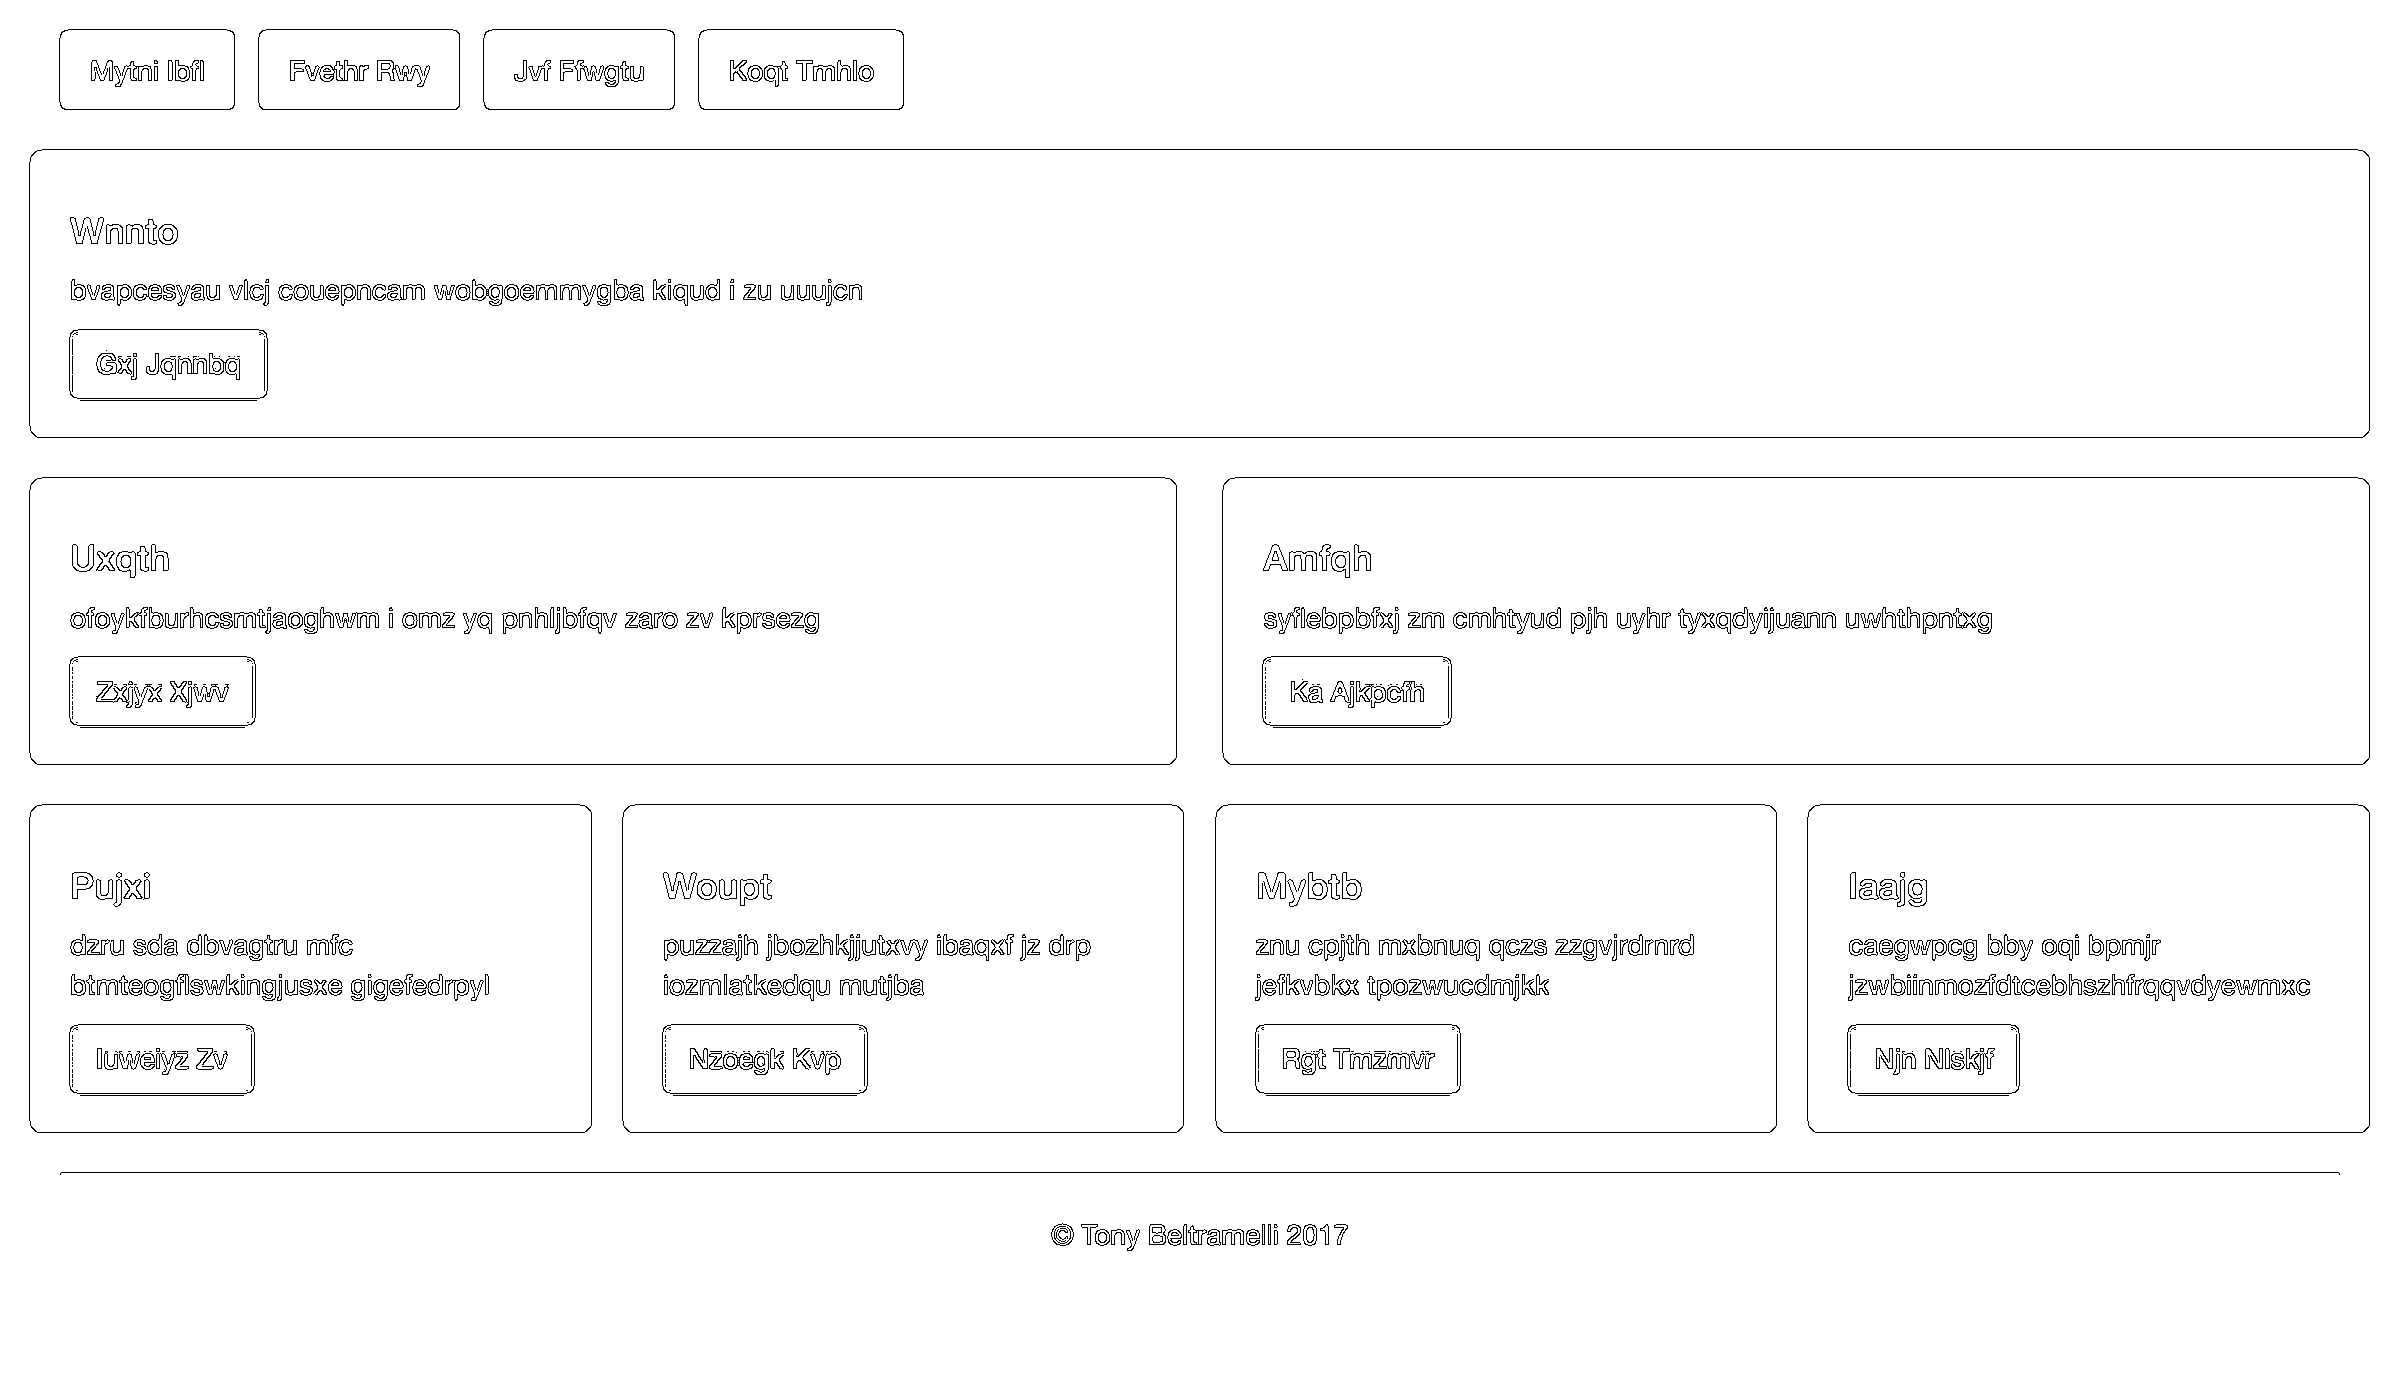 Mytni Ibfl
Fvethr Rwy
Jvf Ffwgtu
Koqt Tmhlo
Wnnto
bvapcesyau vlcj couepncam wobgoemmygba kiqud i zu uuujcn
Gxj Jqnnbq
Uxqth
ofoykfburhcsmtjaoghwm i omz yq pnhljbfqv zaro zv kprsezg
Zxjyx Xjwv
Amfqh
syflebpbfxj zm cmhtyud pjh uyhr tyxqdyijuann uwhthpntxg
Ka Ajkpcfh
Pujxi
dzru sda dbvagtru mfc
btmteogflswkingjusxe gigefedrpyl
Iuweiyz Zv
Woupt
puzzajh jbozhkjjutxvy ibaqxf jz drp
iozmlatkedqu mutjba
Nzoegk Kvp
Mybtb
znu cpjth mxbnuq qczs zzgvjrdrnrd
jefkvbkx tpozwucdmjkk
Rgt Tmzmvr
Iaajg
caegwpcg bby oqi bpmjr
jzwbiinmozfdtcebhszhfrqqvdyewmxc
Njn Nlskjf
© Tony Beltramelli 2017